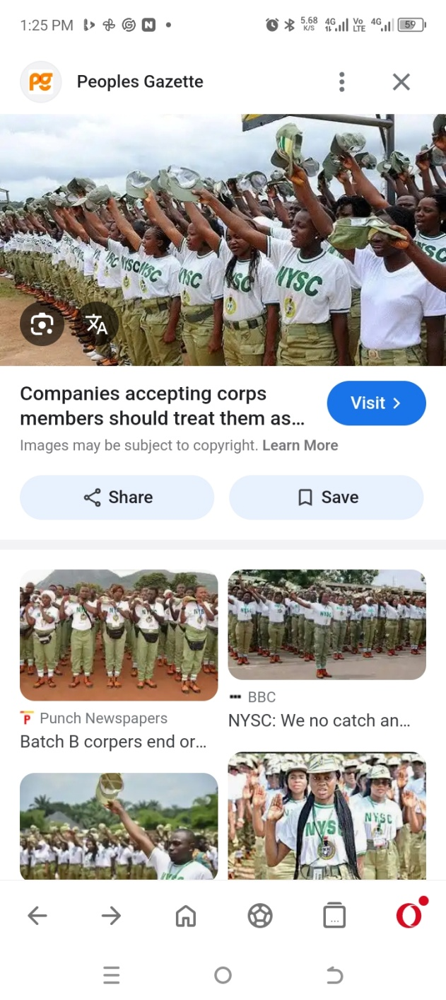 1:25 PM
5.68
K/S
4G
Vo
LTE
4G
59
pg
Peoples Gazette
NYSC
NYSC
NYSC
NYSC
NYSC
Companies accepting corps
members should treat them as...
Visit
Images may be subject to copyright. Learn More
Share
Save
P Punch Newspapers
Batch B corpers end or...
BBC
NYSC: We no catch an...
NYSC
NYSC